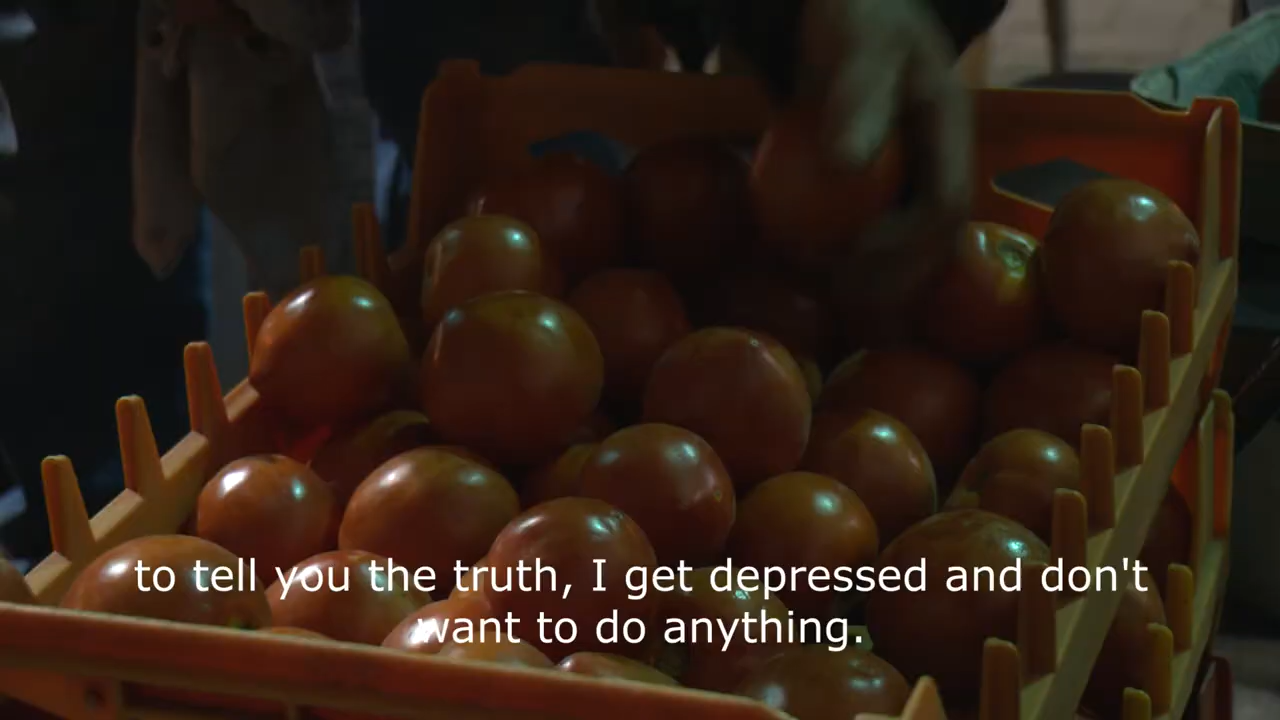 to tell you the truth, I get depressed and don't
want to do anything.